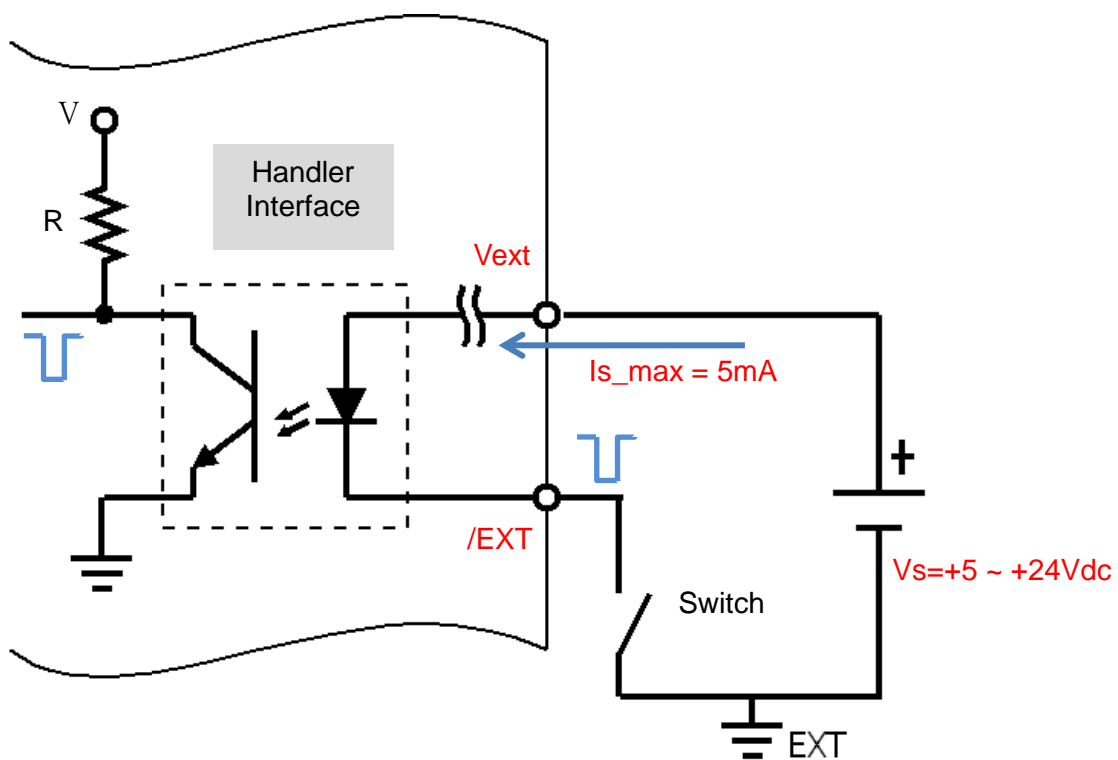 V
Handler
Interface
R
Vext
Is_max = 5mA
+
/EXT
Vs=+5 ~ +24Vdc
Switch
EXT